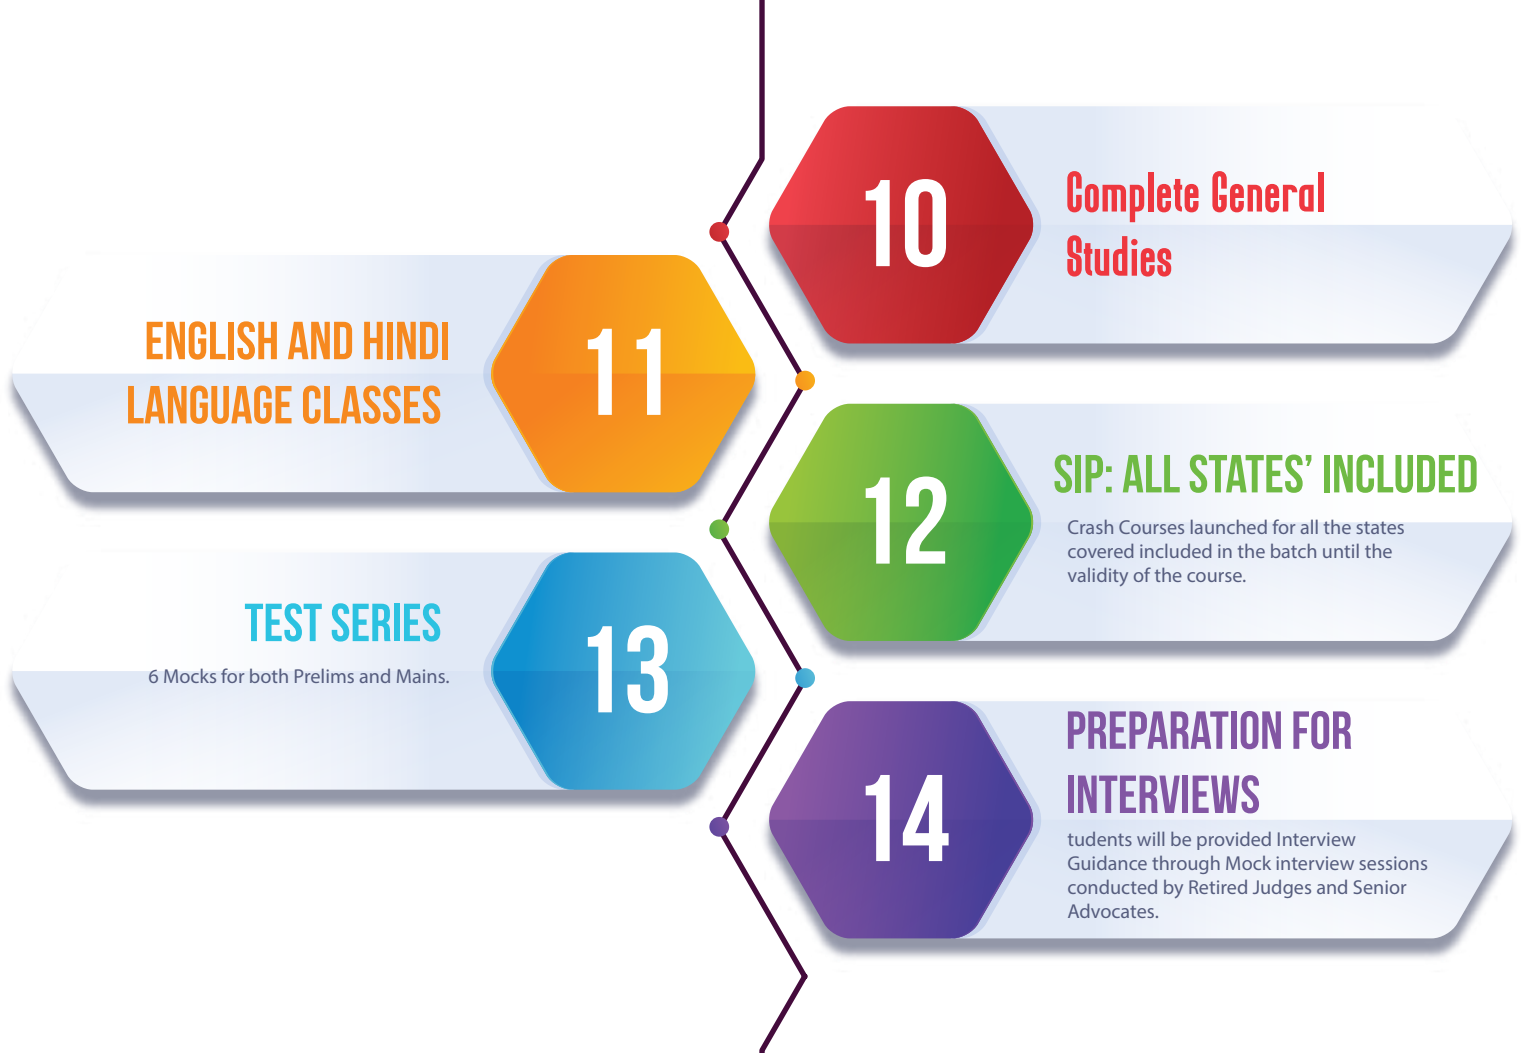 10
Complete General
Studies
11
ENGLISH AND HINDI
LANGUAGE CLASSES
12
SIP: ALL STATES’ INCLUDED
Crash Courses launched for all the states
covered included in the batch until the
validity of the course.
13
TEST SERIES
6 Mocks for both Prelims and Mains.
14
PREPARATION FOR
INTERVIEWS
tudents will be provided Interview
Guidance through Mock interview sessions
conducted by Retired Judges and Senior
Advocates.